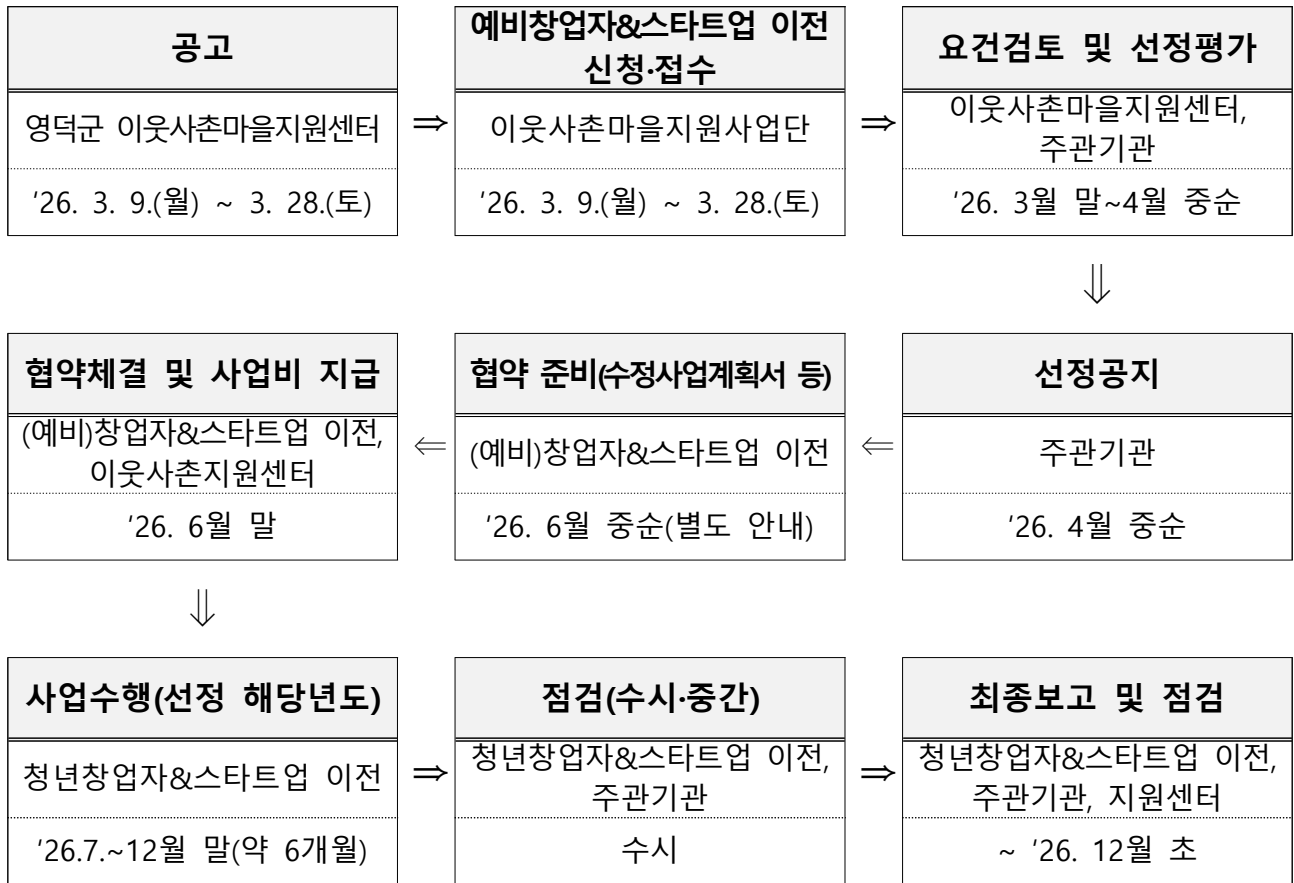 공고
영덕군 이웃사촌마을지원센터
'26. 3. 9.(월) ~ 3. 28.(토)
⇒
예비창업자&스타트업 이전
신청·접수
이웃사촌마을지원사업단
'26. 3. 9.(월) ~ 3. 28.(토)
⇒
요건검토 및 선정평가
이웃사촌마을지원센터,
주관기관
'26. 3월 말~4월 중순
⇓
선정공지
주관기관
'26. 4월 중순
⇐
협약 준비(수정사업계획서 등)
(예비)창업자&스타트업 이전
'26. 6월 중순(별도 안내)
⇐
협약체결 및 사업비 지급
(예비)창업자&스타트업 이전,
이웃사촌지원센터
'26. 6월 말
⇓
사업수행(선정 해당년도)
청년창업자&스타트업 이전
'26.7.~12월 말(약 6개월)
⇒
점검(수시·중간)
청년창업자&스타트업 이전,
주관기관
수시
⇒
최종보고 및 점검
청년창업자&스타트업 이전,
주관기관, 지원센터
~ '26. 12월 초